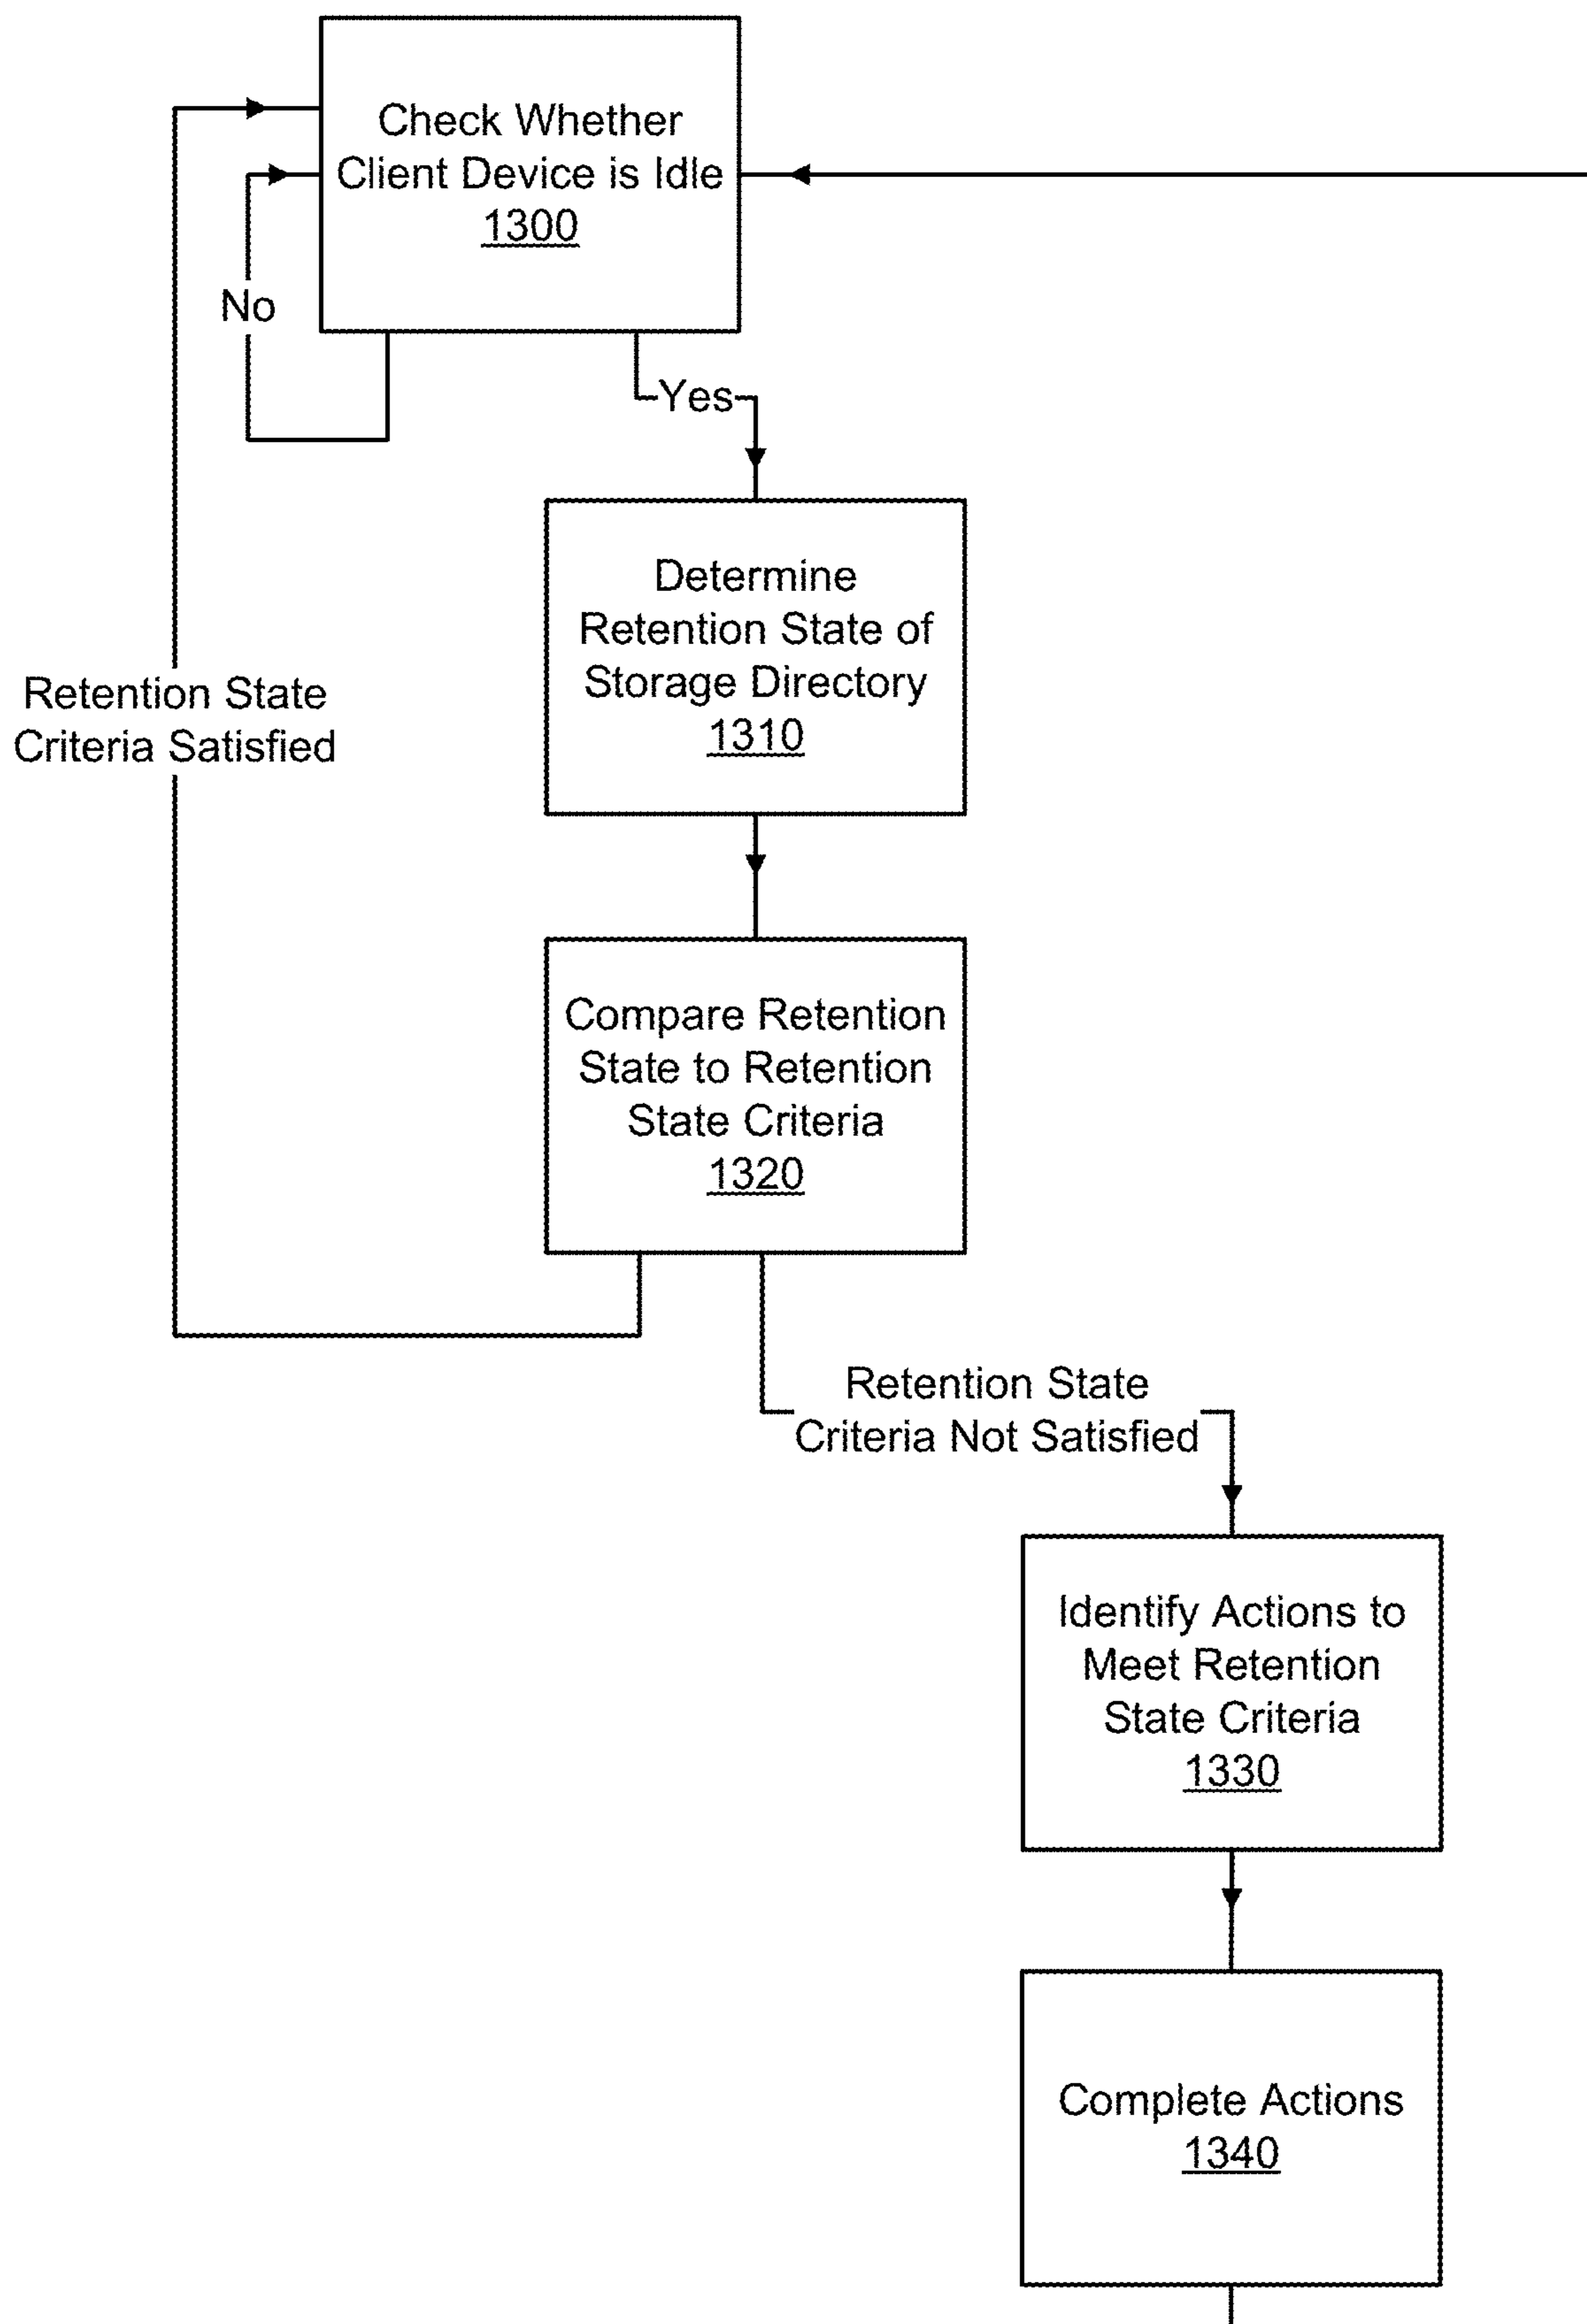 Check Whether
Client Device is Idle
1300
No
Yes
Determine
Retention State of
Storage Directory
1310
Retention State
Criteria Satisfied
Compare Retention
State to Retention
State Criteria
1320
Retention State
Criteria Not Satisfied
Identify Actions to
Meet Retention
State Criteria
1330
Complete Actions
1340